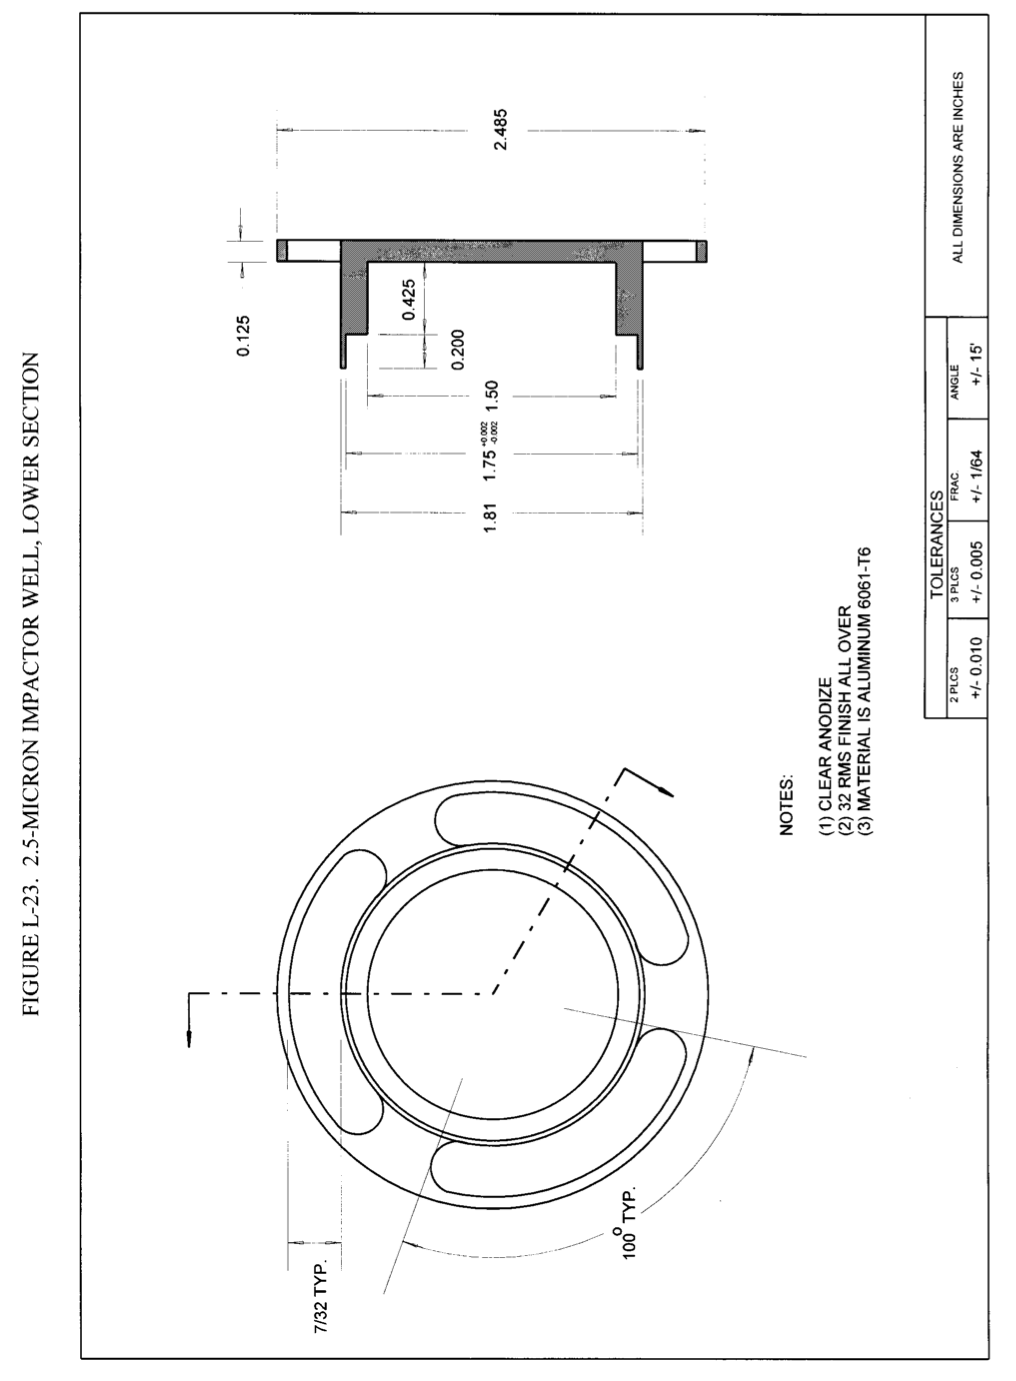 FIGURE L-23. 2.5-MICRON IMPACTOR WELL, LOWER SECTION
7/32 TYP.
100° TYP.
0.125
2.485
0.425
0.200
1.50
1.75 +0.002 -0.002
1.81
NOTES:
(1) CLEAR ANODIZE
(2) 32 RMS FINISH ALL OVER
(3) MATERIAL IS ALUMINUM 6061-T6
TOLERANCES
2 PLCS 3 PLCS FRAC. ANGLE
+/- 0.010 +/- 0.005 +/- 1/64 +/- 15'
ALL DIMENSIONS ARE INCHES